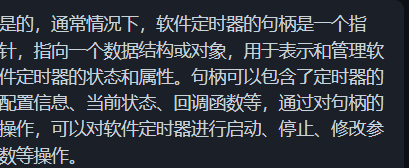 是的，通常情况下，软件定时器的句柄是一个指
针，指向一个数据结构或对象，用于表示和管理软
件定时器的状态和属性。句柄可以包含了定时器的
配置信息、当前状态、回调函数等，通过对句柄的
操作，可以对软件定时器进行启动、停止、修改参
数等操作。